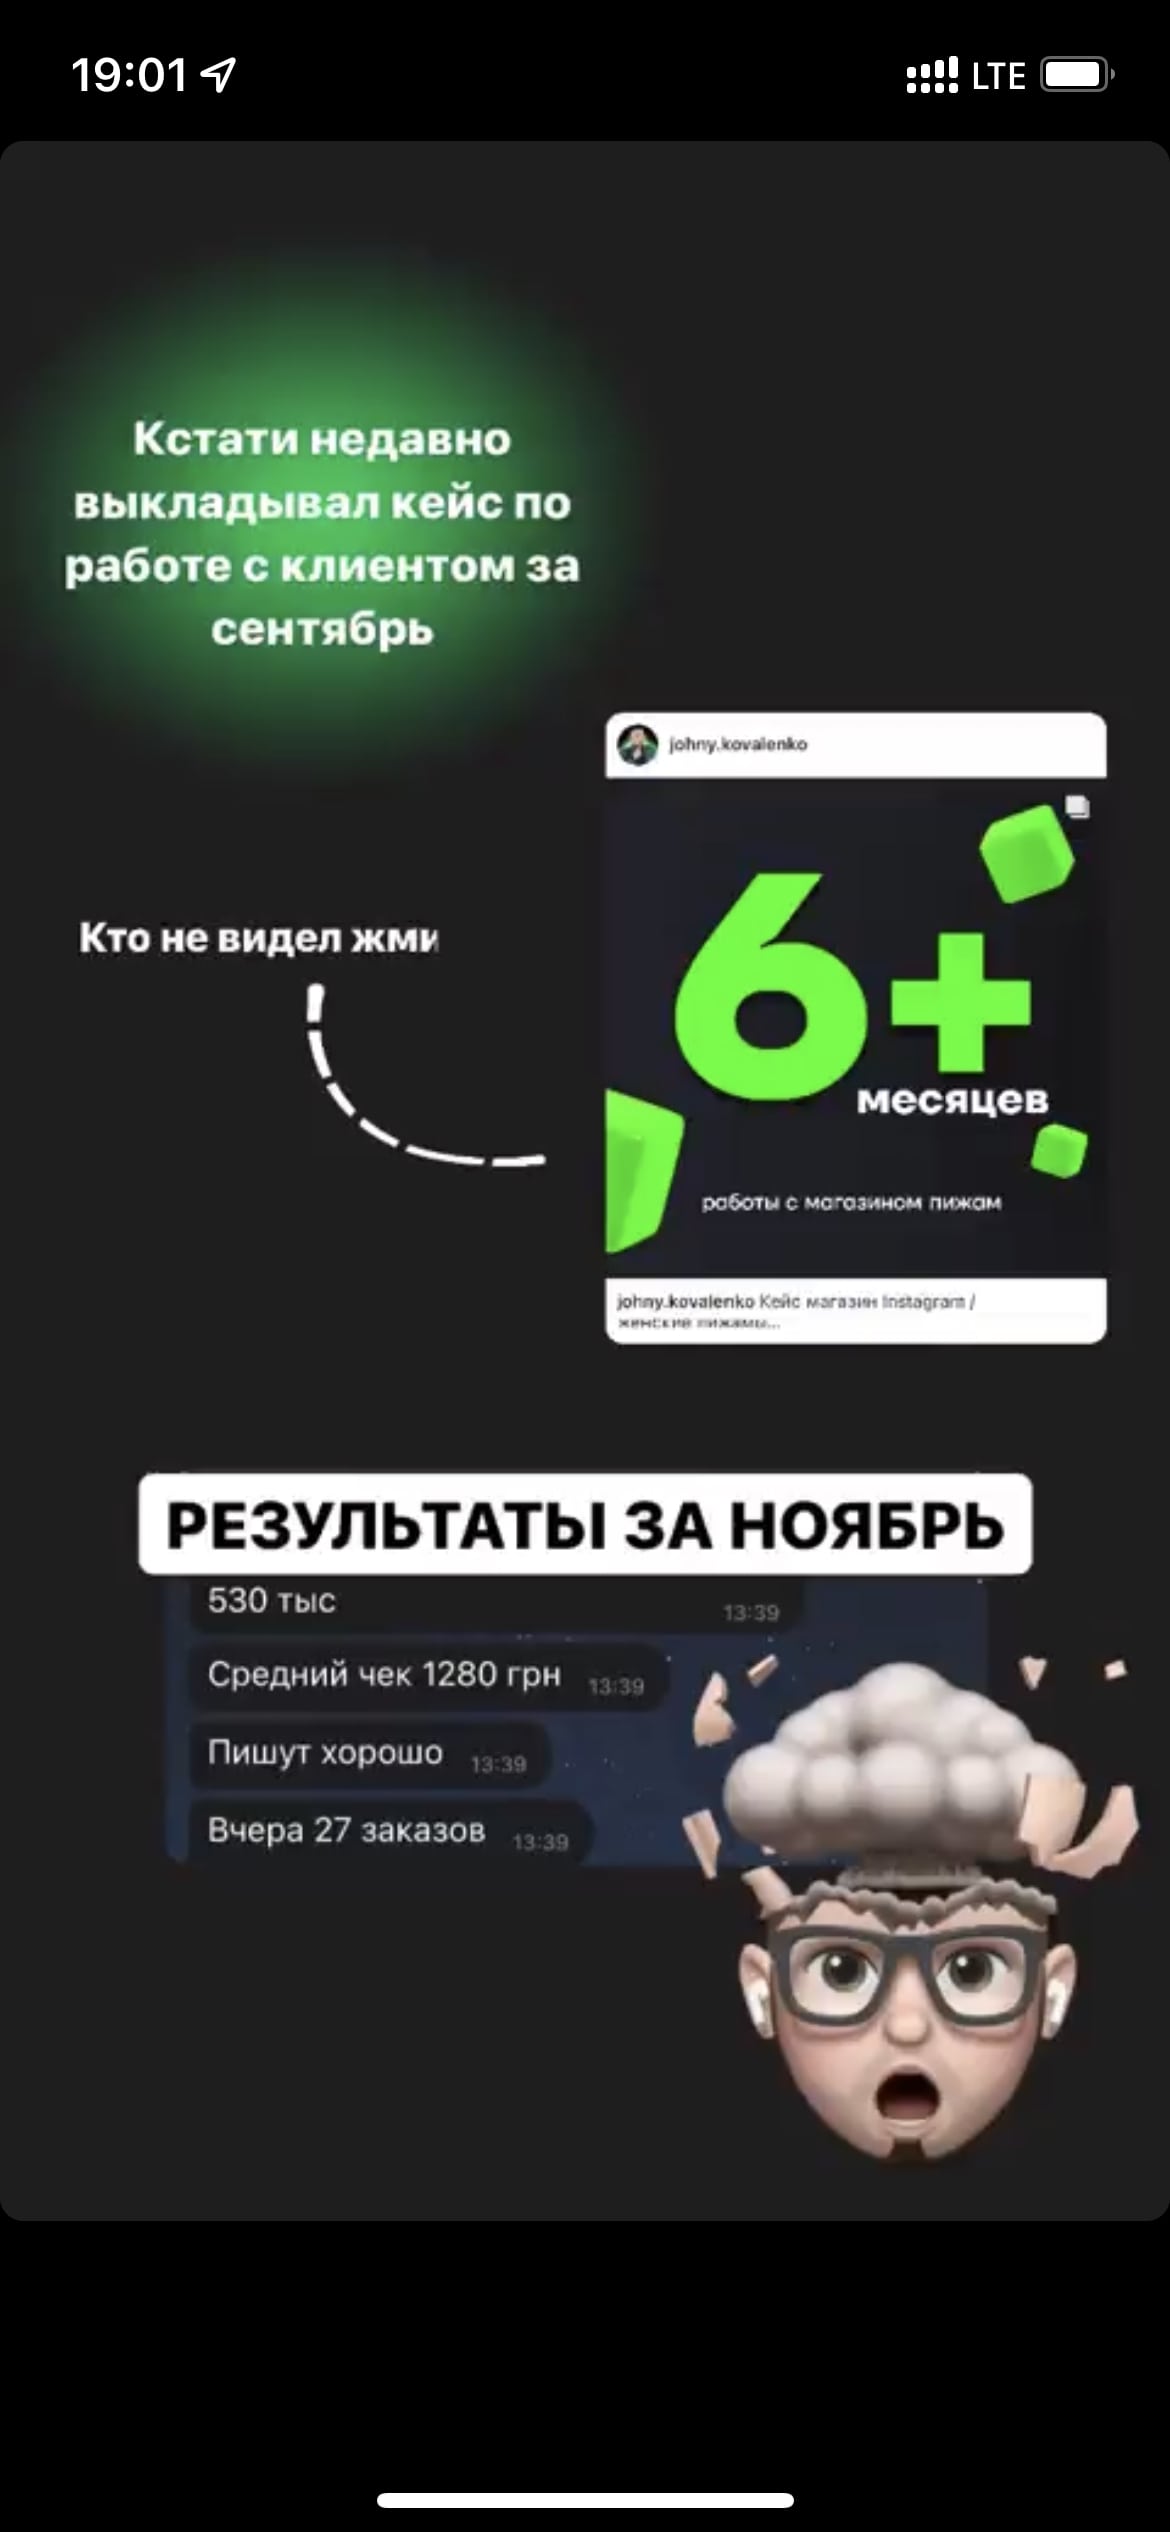 19:01
LTE
Кстати недавно
выкладывал кейс по
работе с клиентом за
сентябрь
johny.kovalenko
6+
месяцев
Кто не видел жми
работы с магазином пижам
johny.kovalenko Кейс магазин Instagram /
женские пижамы...
РЕЗУЛЬТАТЫ ЗА НОЯБРЬ
530 тыс 13:39
Средний чек 1280 грн 13:39
Пишут хорошо 13:39
Вчера 27 заказов 13:39